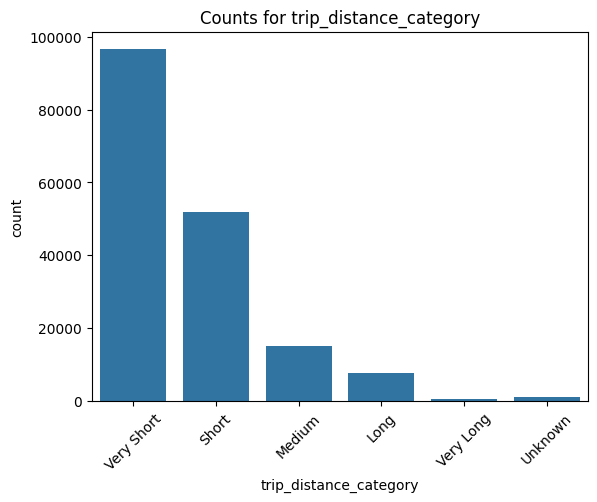 Counts for trip_distance_category
100000
80000
60000
40000
20000
0
count
Very Short
Short
Medium
Long
Very Long
Unknown
trip_distance_category